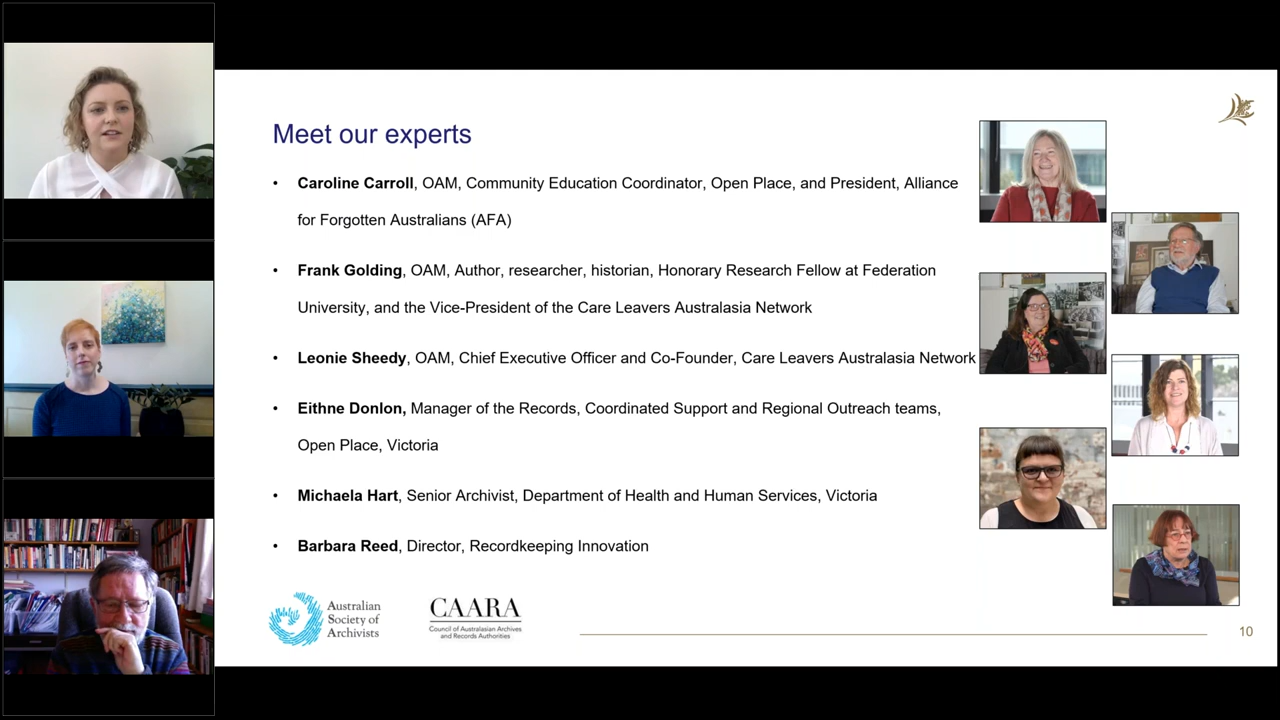 Meet our experts
• Caroline Carroll, OAM, Community Education Coordinator, Open Place, and President, Alliance
for Forgotten Australians (AFA)
• Frank Golding, OAM, Author, researcher, historian, Honorary Research Fellow at Federation
University, and the Vice-President of the Care Leavers Australasia Network
• Leonie Sheedy, OAM, Chief Executive Officer and Co-Founder, Care Leavers Australasia Network
• Eithne Donlon, Manager of the Records, Coordinated Support and Regional Outreach teams,
Open Place, Victoria
• Michaela Hart, Senior Archivist, Department of Health and Human Services, Victoria
• Barbara Reed, Director, Recordkeeping Innovation
Australian
Society of
Archivists
CAARA
Council of Australasian Archives
and Records Authorities
10